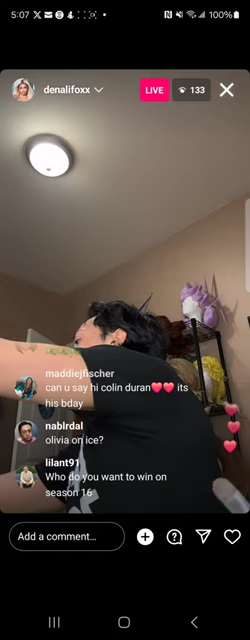 5:07
100%
denalifoxx
LIVE
133
maddiejfischer
can u say hi colin duran❤️❤️ its
his bday
nablrdal
olivia on ice?
lilant91
Who do you want to win on
season 16
Add a comment...